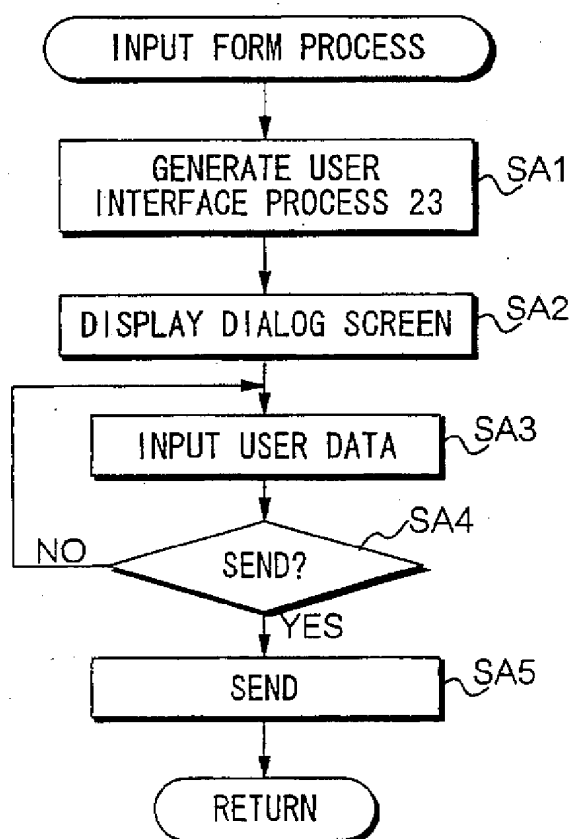 INPUT FORM PROCESS
GENERATE USER
INTERFACE PROCESS 23
SA1
DISPLAY DIALOG SCREEN
SA2
INPUT USER DATA
SA3
SEND?
SA4
NO
YES
SEND
SA5
RETURN